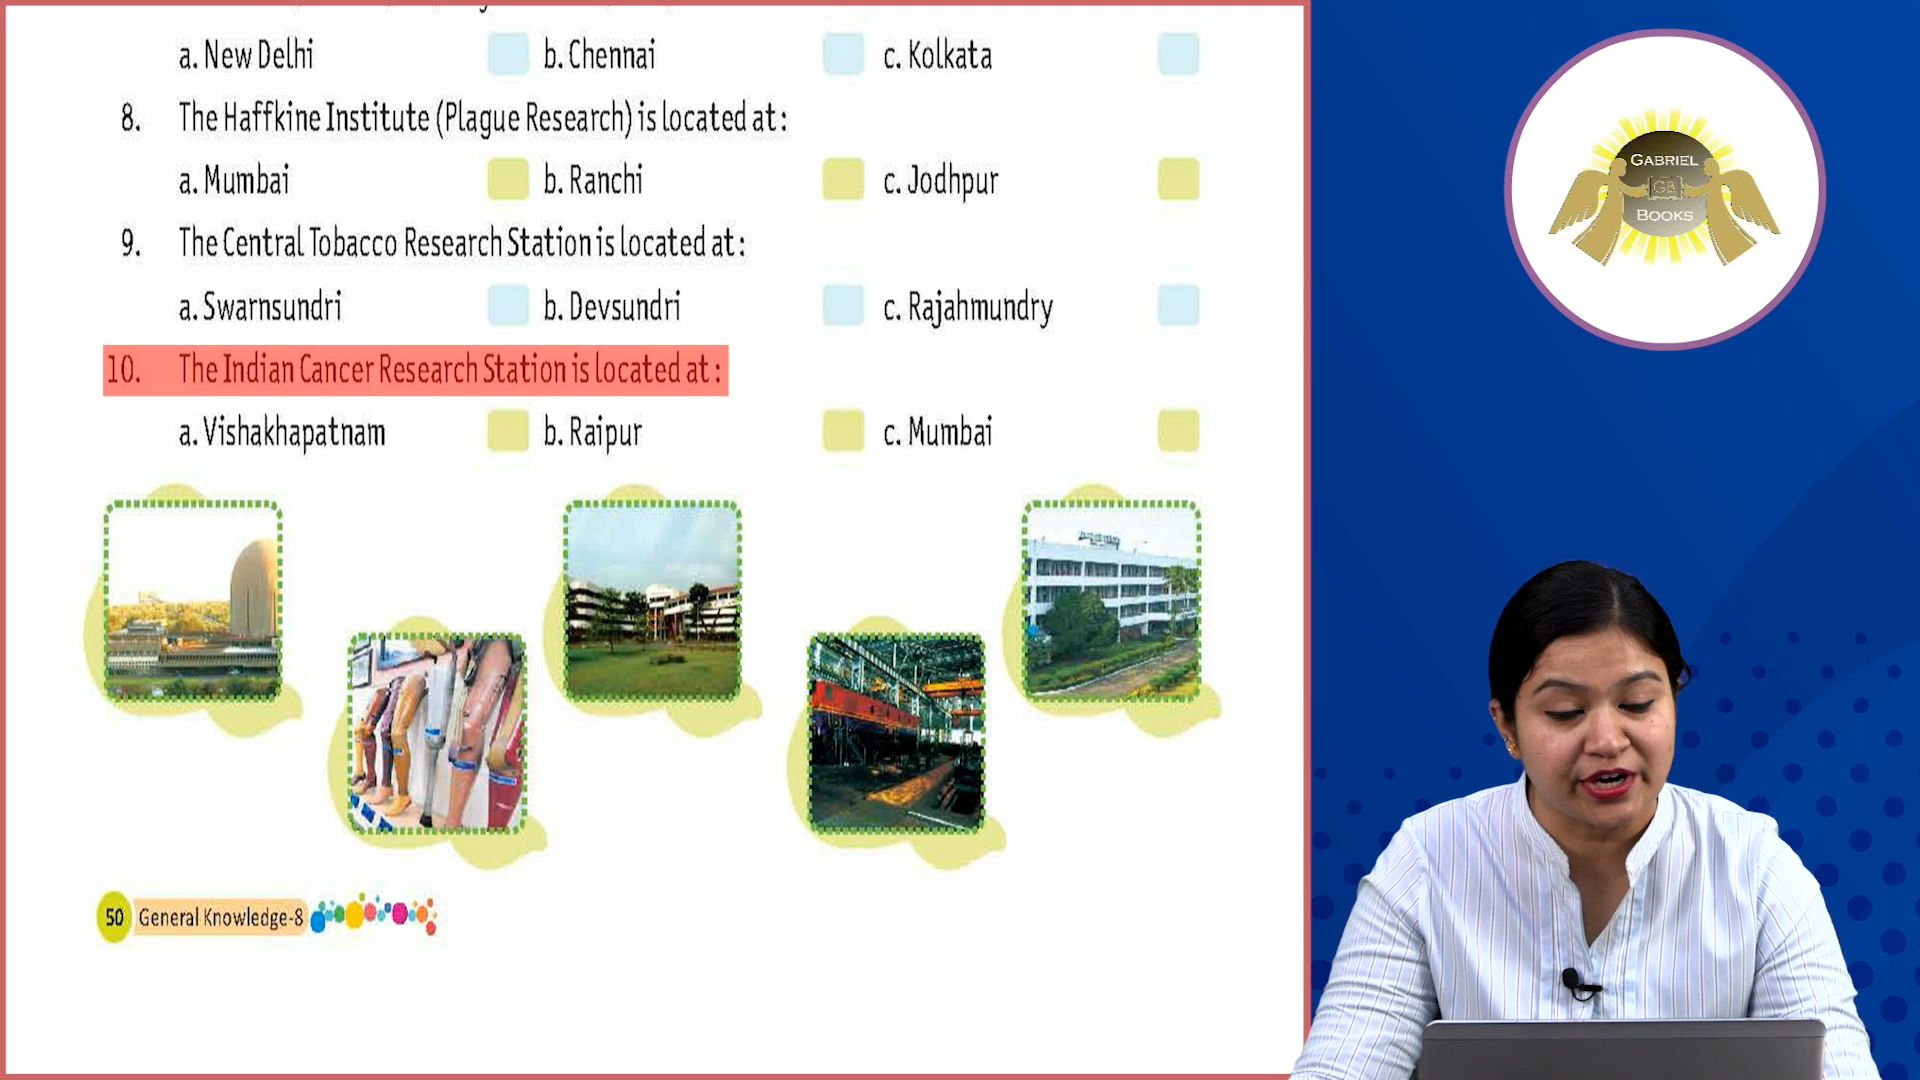 a. New Delhi b. Chennai c. Kolkata
8. The Haffkine Institute (Plague Research) is located at :
a. Mumbai b. Ranchi c. Jodhpur
9. The Central Tobacco Research Station is located at :
a. Swarnsundri b. Devsundri c. Rajahmundry
10. The Indian Cancer Research Station is located at :
a. Vishakhapatnam b. Raipur c. Mumbai
50 General Knowledge-8
GABRIEL
GB
BOOKS